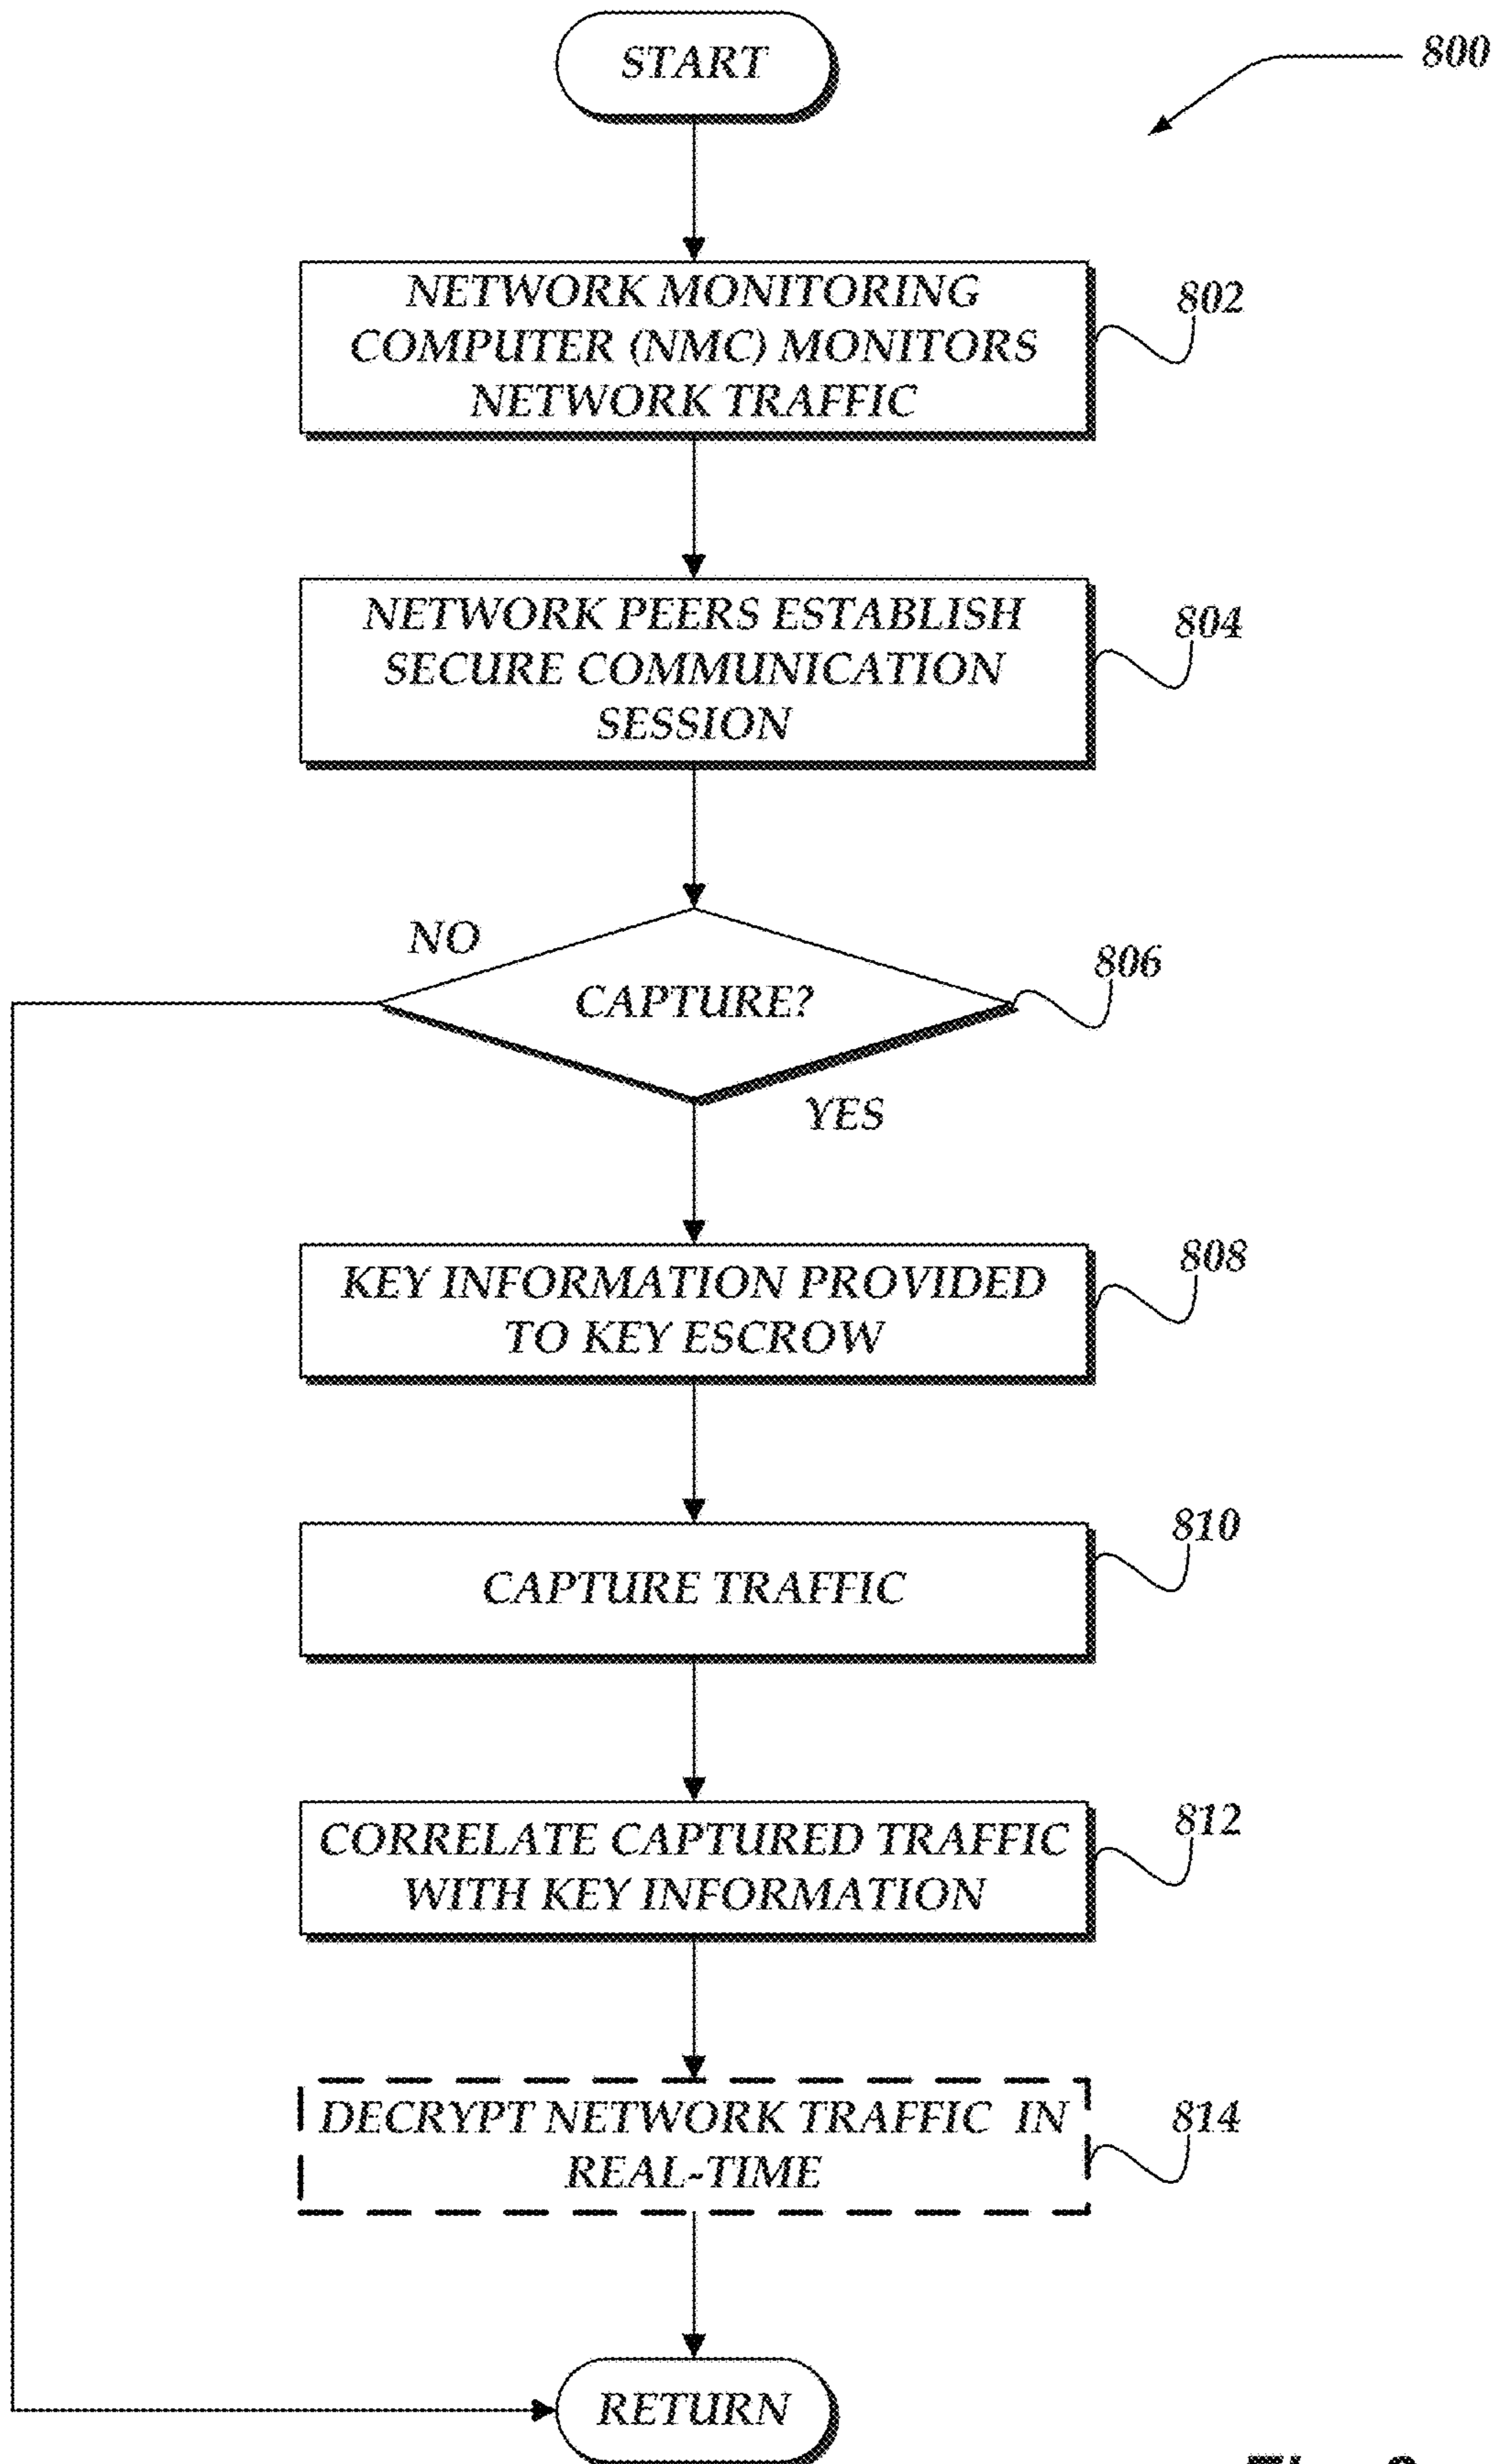 START
800
NETWORK MONITORING
COMPUTER (NMC) MONITORS
NETWORK TRAFFIC
802
NETWORK PEERS ESTABLISH
SECURE COMMUNICATION
SESSION
804
NO
CAPTURE?
806
YES
KEY INFORMATION PROVIDED
TO KEY ESCROW
808
CAPTURE TRAFFIC
810
CORRELATE CAPTURED TRAFFIC
WITH KEY INFORMATION
812
DECRYPT NETWORK TRAFFIC IN
REAL-TIME
814
RETURN